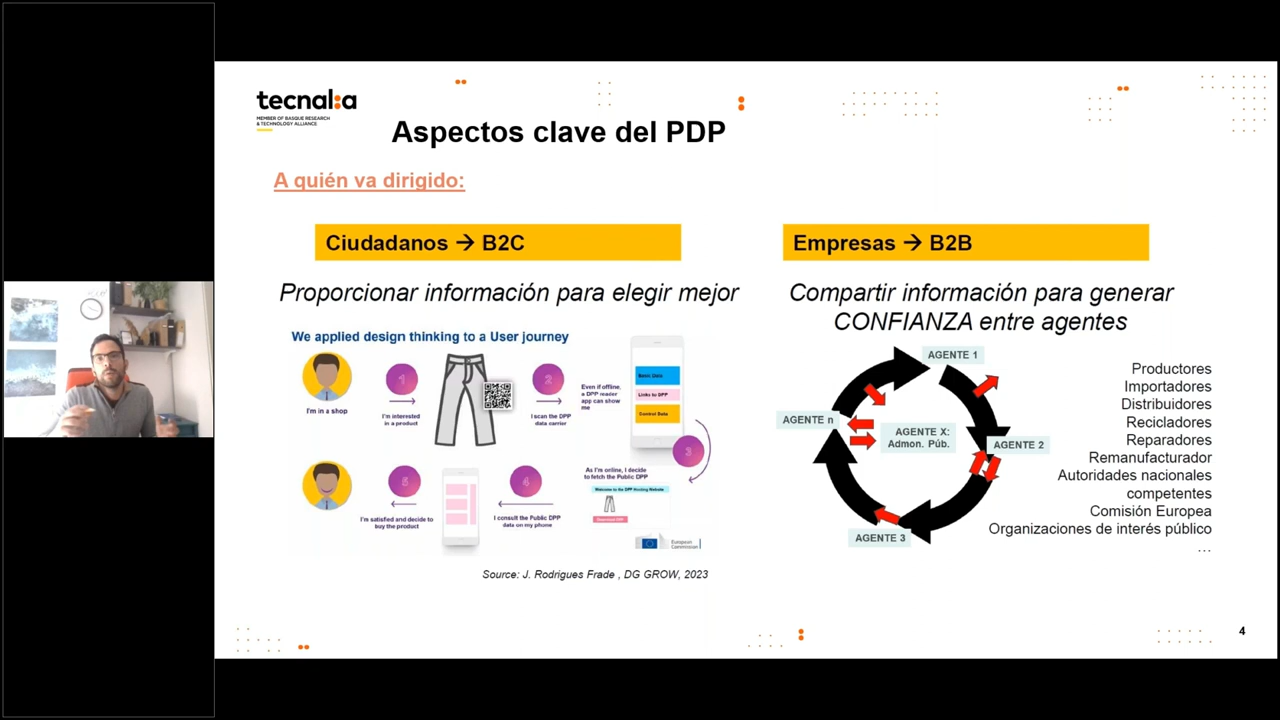 tecnal:a
MEMBER OF BASQUE RESEARCH
& TECHNOLOGY ALLIANCE
Aspectos clave del PDP
A quién va dirigido:
Ciudadanos → B2C
Proporcionar información para elegir mejor
We applied design thinking to a User journey
I'm in a shop
1
I'm interested
in a product
2
I scan the DPP
data carrier
Even if offline,
a DPP reader
app can show
me
Basic Data
Links to DPP
Control Data
3
As I'm online, I decide
to fetch the Public DPP
Welcome to the DPP Hosting Website
Download DPP
4
I consult the Public DPP
data on my phone
5
I'm satisfied and decide to
buy the product
European
Commission
Source: J. Rodrigues Frade , DG GROW, 2023
Empresas → B2B
Compartir información para generar
CONFIANZA entre agentes
AGENTE 1
AGENTE n
AGENTE X:
Admon. Púb.
AGENTE 2
AGENTE 3
Productores
Importadores
Distribuidores
Recicladores
Reparadores
Remanufacturador
Autoridades nacionales
competentes
Comisión Europea
Organizaciones de interés público
...
4